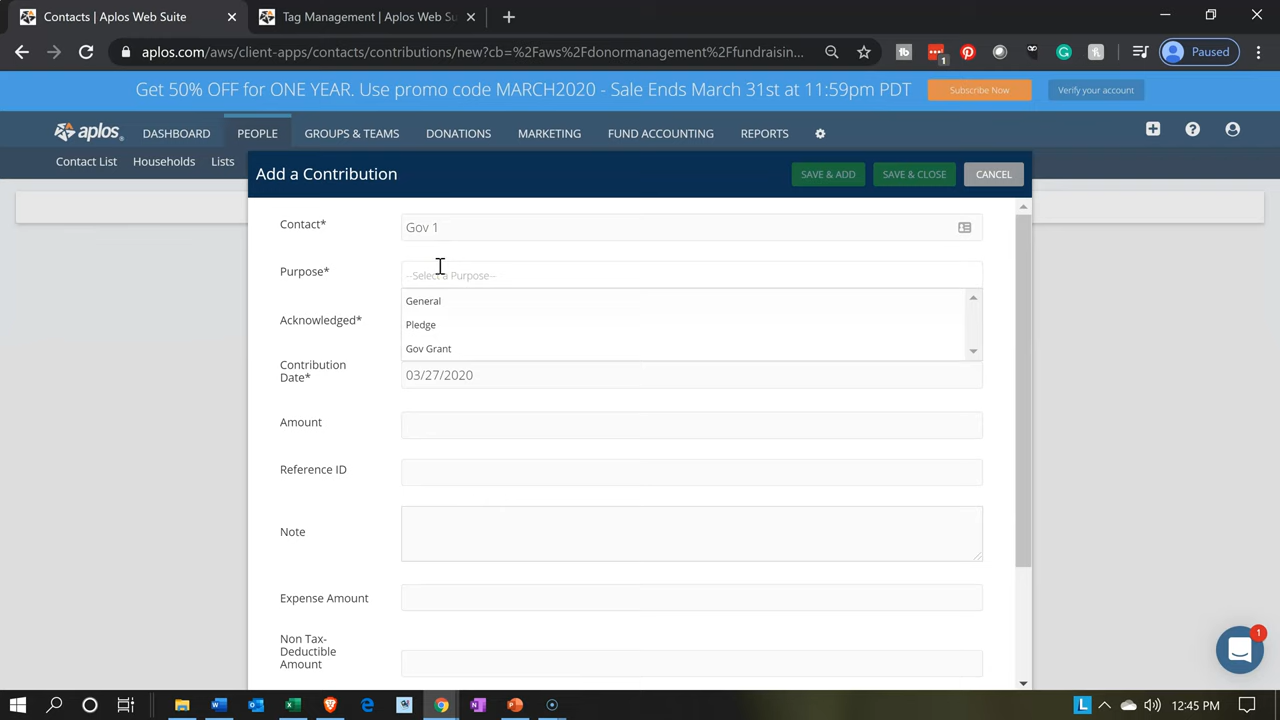 Contacts | Aplos Web Suite
Tag Management | Aplos Web Su
aplos.com/aws/client-apps/contacts/contributions/new?cb=%2Faws%2Fdonormanagement%2Ffundraisin...
1
Paused
Get 50% OFF for ONE YEAR. Use promo code MARCH2020 - Sale Ends March 31st at 11:59pm PDT
Subscribe Now
Verify your account
aplos.
DASHBOARD PEOPLE GROUPS & TEAMS DONATIONS MARKETING FUND ACCOUNTING REPORTS
Contact List Households Lists
Add a Contribution
SAVE & ADD SAVE & CLOSE CANCEL
Contact* Gov 1
Purpose* --Select a Purpose--
General
Acknowledged*
Pledge
Gov Grant
Contribution
Date*
03/27/2020
Amount
Reference ID
Note
Expense Amount
Non Tax-
Deductible
Amount
1
12:45 PM